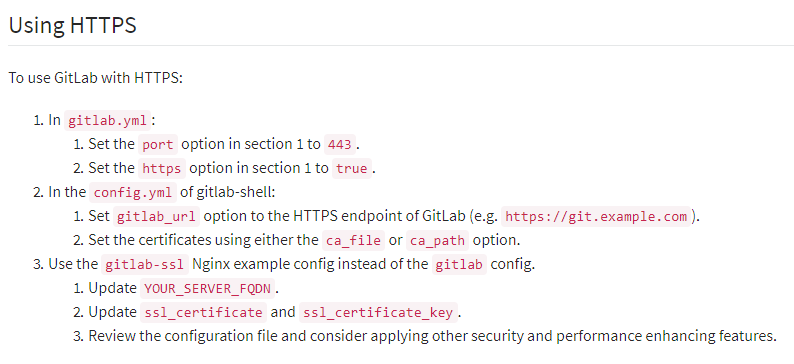 Using HTTPS
To use GitLab with HTTPS:
1. In gitlab.yml:
1. Set the port option in section 1 to 443.
2. Set the https option in section 1 to true.
2. In the config.yml of gitlab-shell:
1. Set gitlab_url option to the HTTPS endpoint of GitLab (e.g. https://git.example.com).
2. Set the certificates using either the ca_file or ca_path option.
3. Use the gitlab-ssl Nginx example config instead of the gitlab config.
1. Update YOUR_SERVER_FQDN.
2. Update ssl_certificate and ssl_certificate_key.
3. Review the configuration file and consider applying other security and performance enhancing features.